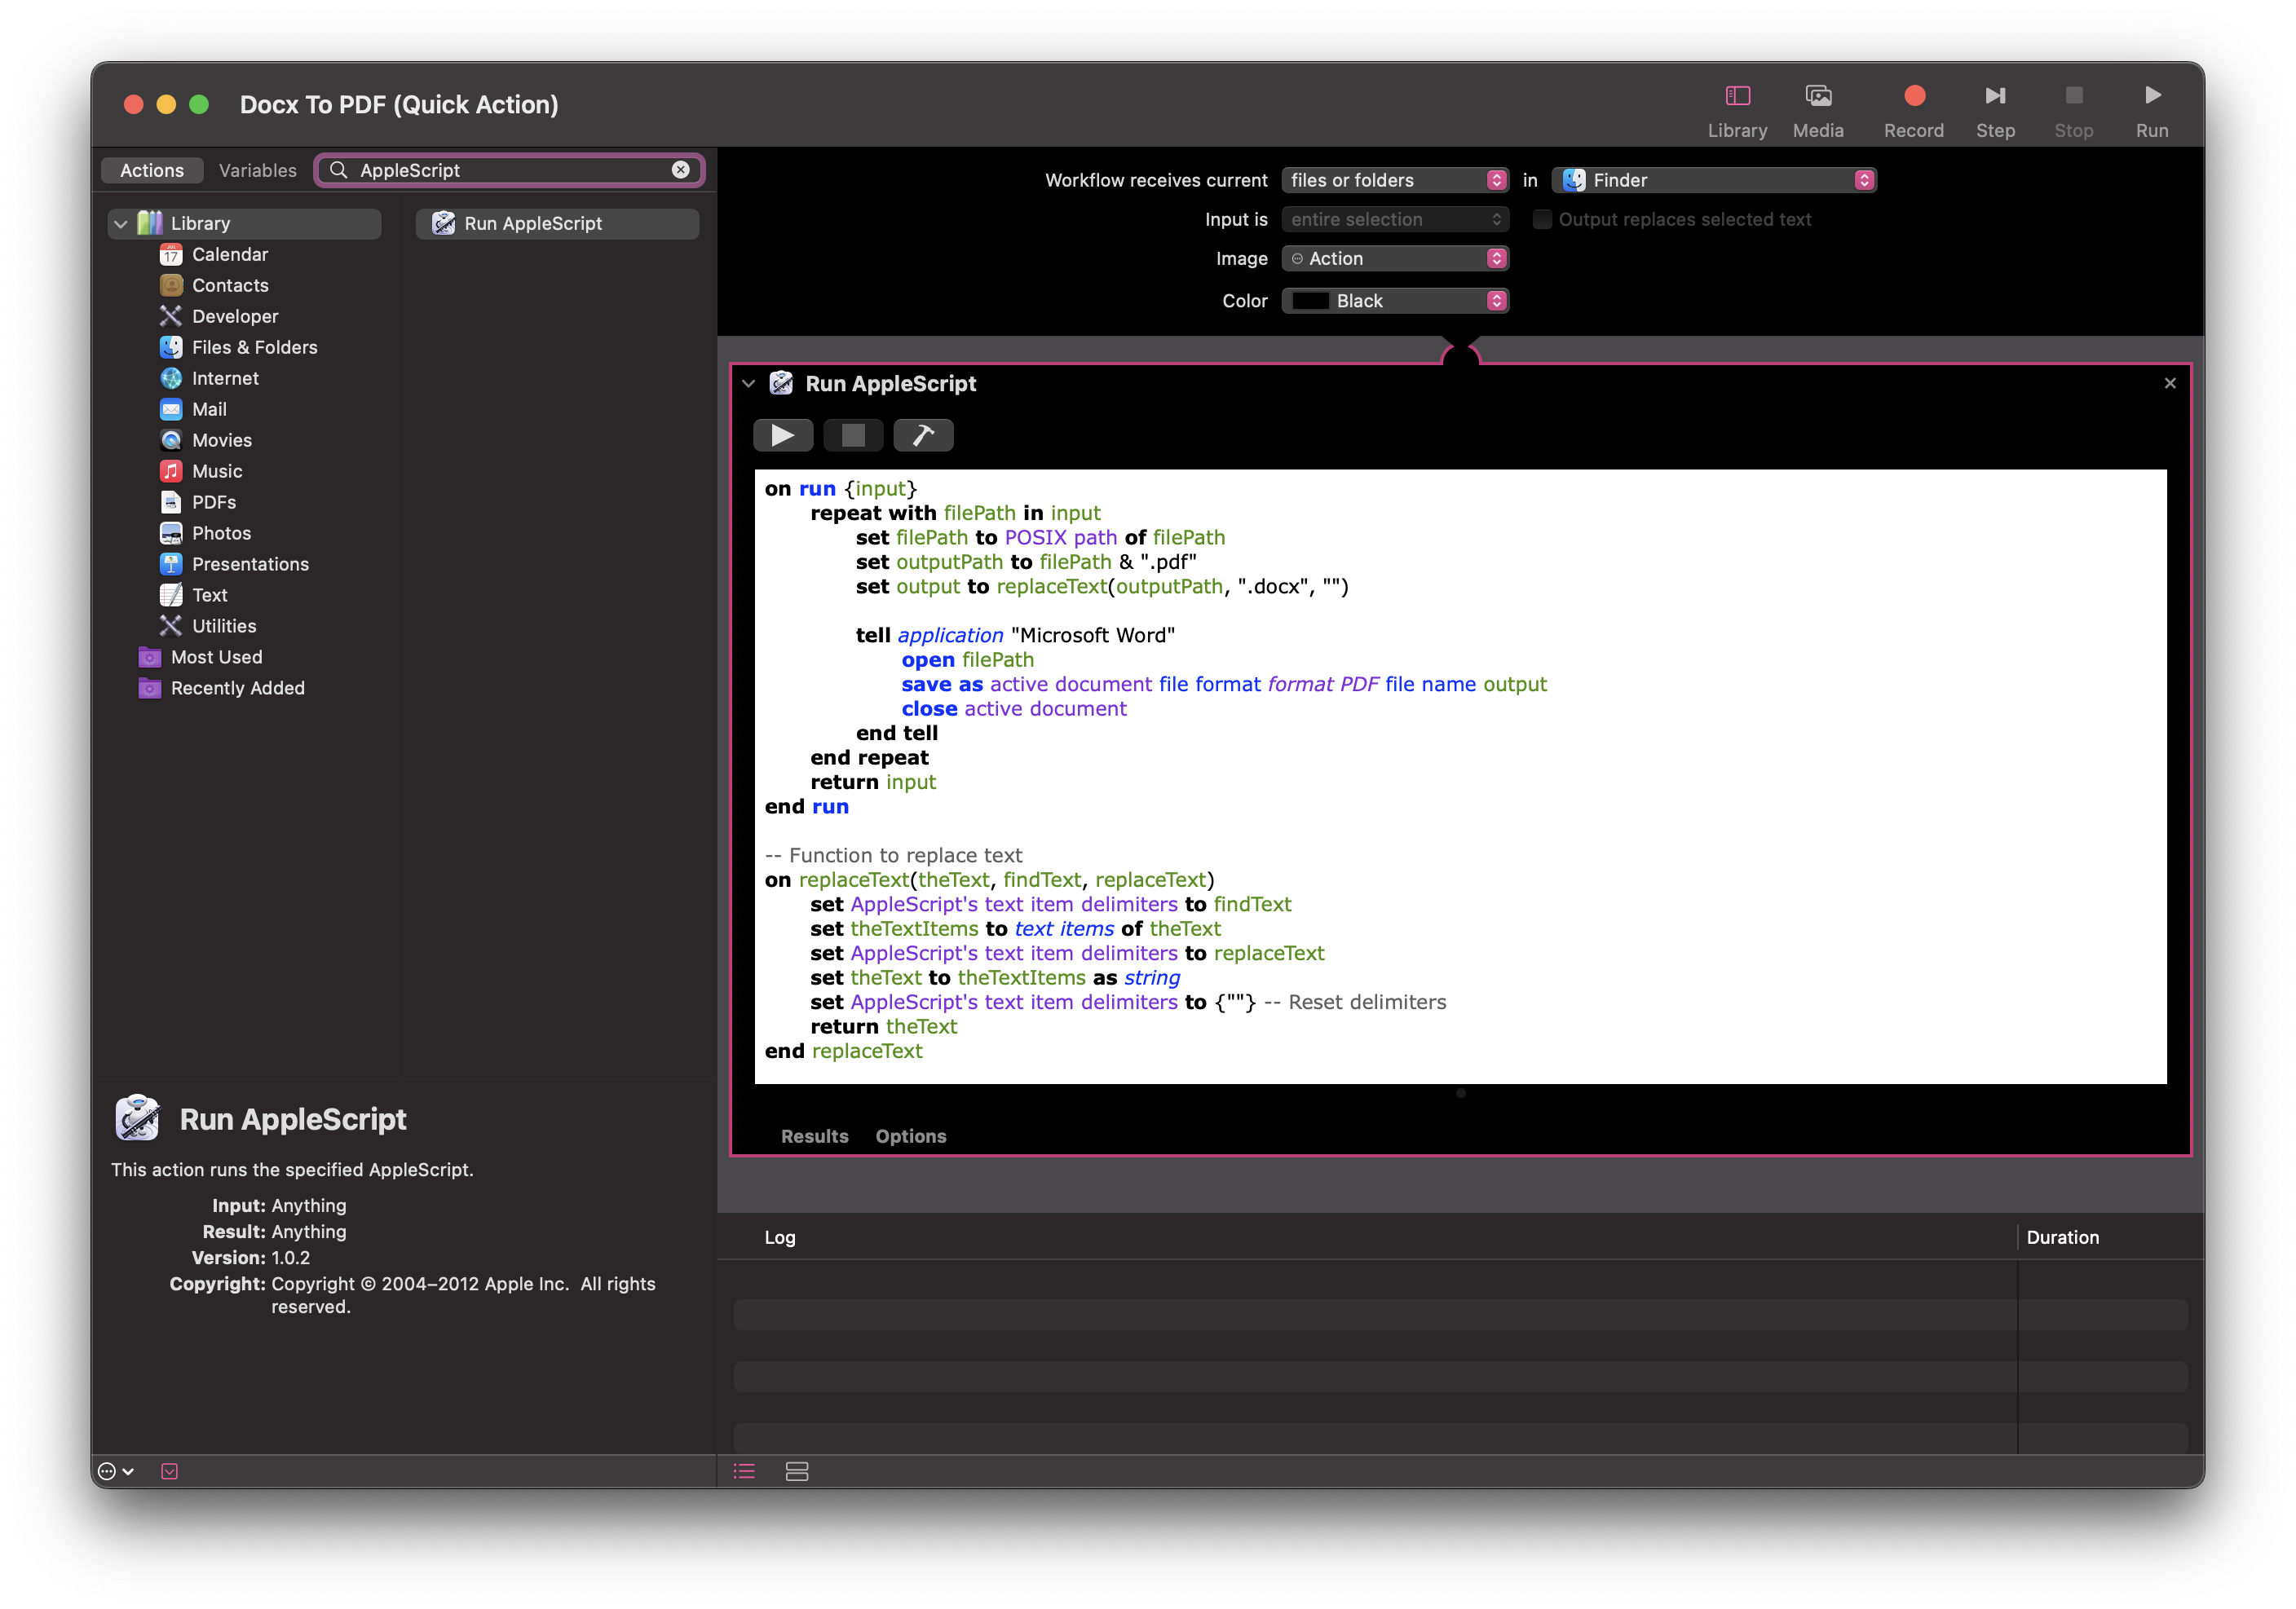 Docx To PDF (Quick Action)
Library
Media
Record
Step
Stop
Run
Actions
Variables
AppleScript
Library
Calendar
Contacts
Developer
Files & Folders
Internet
Mail
Movies
Music
PDFs
Photos
Presentations
Text
Utilities
Most Used
Recently Added
Run AppleScript
Workflow receives current files or folders in Finder
Input is entire selection Output replaces selected text
Image Action
Color Black
Run AppleScript
on run {input}
repeat with filePath in input
set filePath to POSIX path of filePath
set outputPath to filePath & ".pdf"
set output to replaceText(outputPath, ".docx", "")
tell application "Microsoft Word"
open filePath
save as active document file format format PDF file name output
close active document
end tell
end repeat
return input
end run
-- Function to replace text
on replaceText(theText, findText, replaceText)
set AppleScript's text item delimiters to findText
set theTextItems to text items of theText
set AppleScript's text item delimiters to replaceText
set theText to theTextItems as string
set AppleScript's text item delimiters to {""} -- Reset delimiters
return theText
end replaceText
Results
Options
Run AppleScript
This action runs the specified AppleScript.
Input: Anything
Result: Anything
Version: 1.0.2
Copyright: Copyright © 2004–2012 Apple Inc. All rights
reserved.
Log
Duration